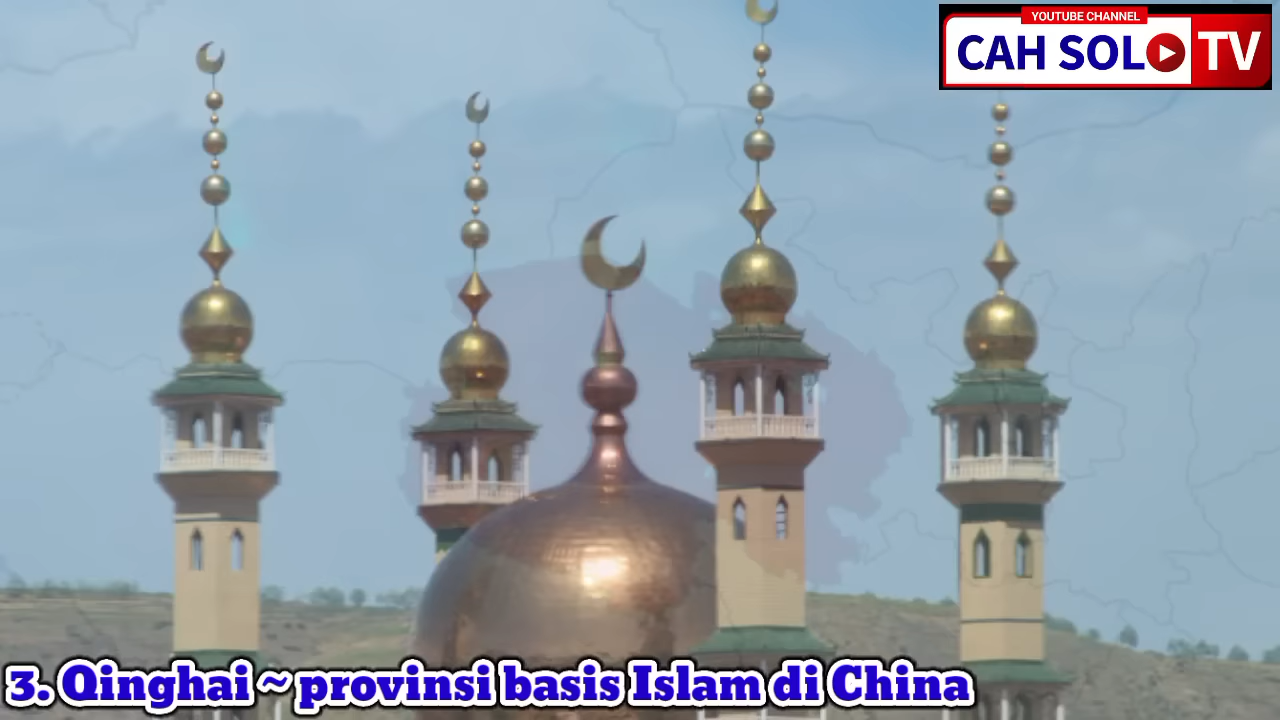 YOUTUBE CHANNEL
CAH SOLO TV
3. Qinghai ~ provinsi basis Islam di China